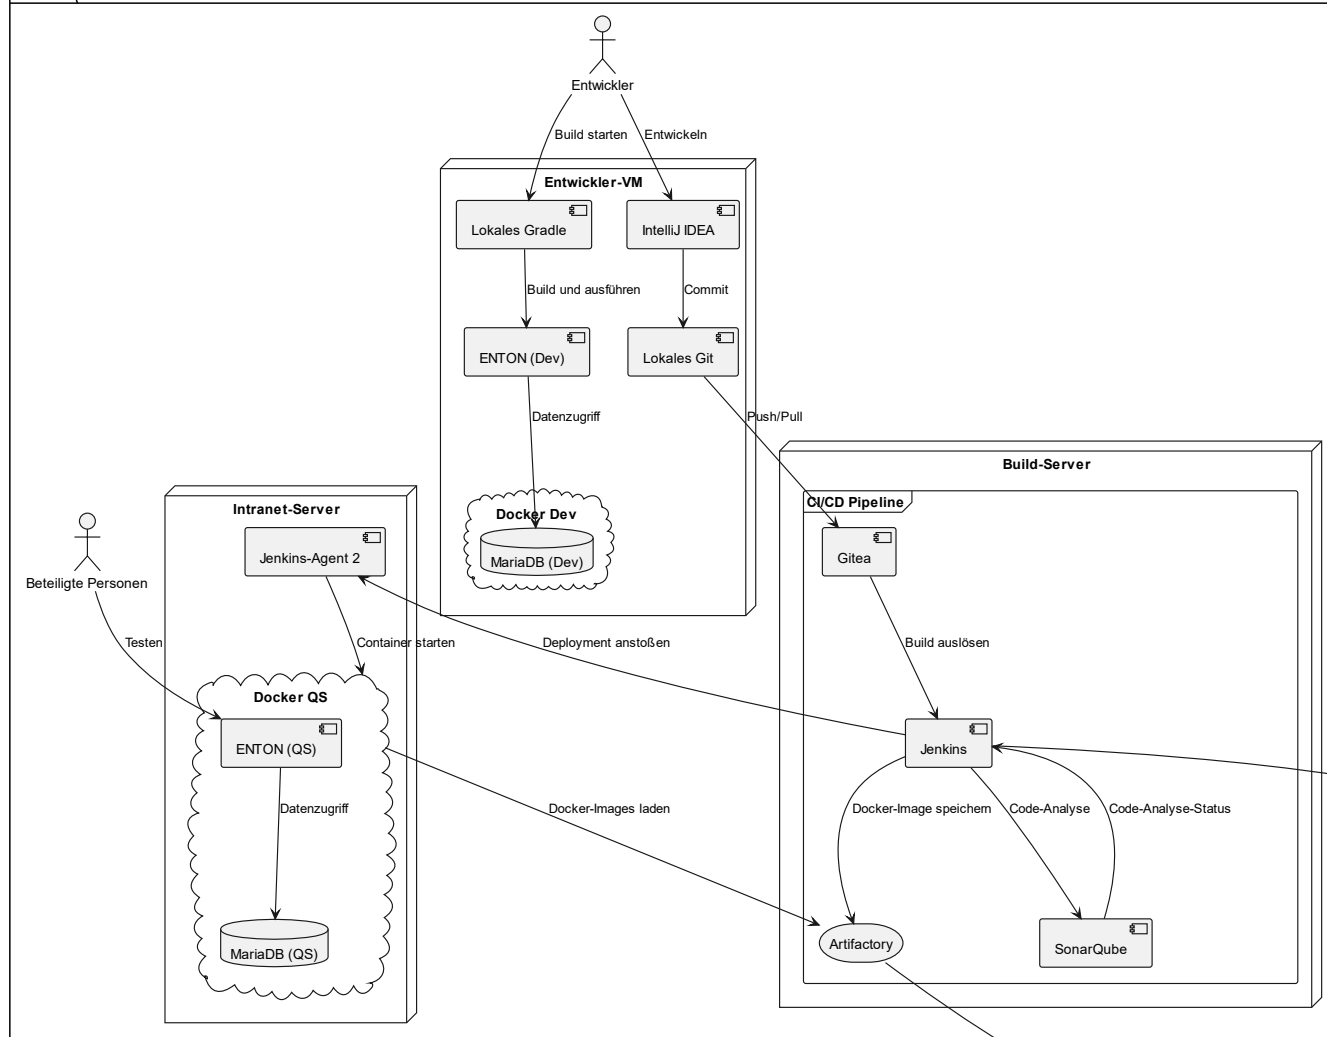 Entwickler
Build starten
Entwickeln
Entwickler-VM
Lokales Gradle
IntelliJ IDEA
Build und ausführen
Commit
ENTON (Dev)
Lokales Git
Datenzugriff
Push/Pull
Build-Server
CI/CD Pipeline
Intranet-Server
Docker Dev
Jenkins-Agent 2
MariaDB (Dev)
Gitea
Beteiligte Personen
Testen
Container starten
Deployment anstoßen
Build auslösen
Docker QS
ENTON (QS)
Jenkins
Datenzugriff
Docker-Images laden
Docker-Image speichern
Code-Analyse
Code-Analyse-Status
MariaDB (QS)
Artifactory
SonarQube